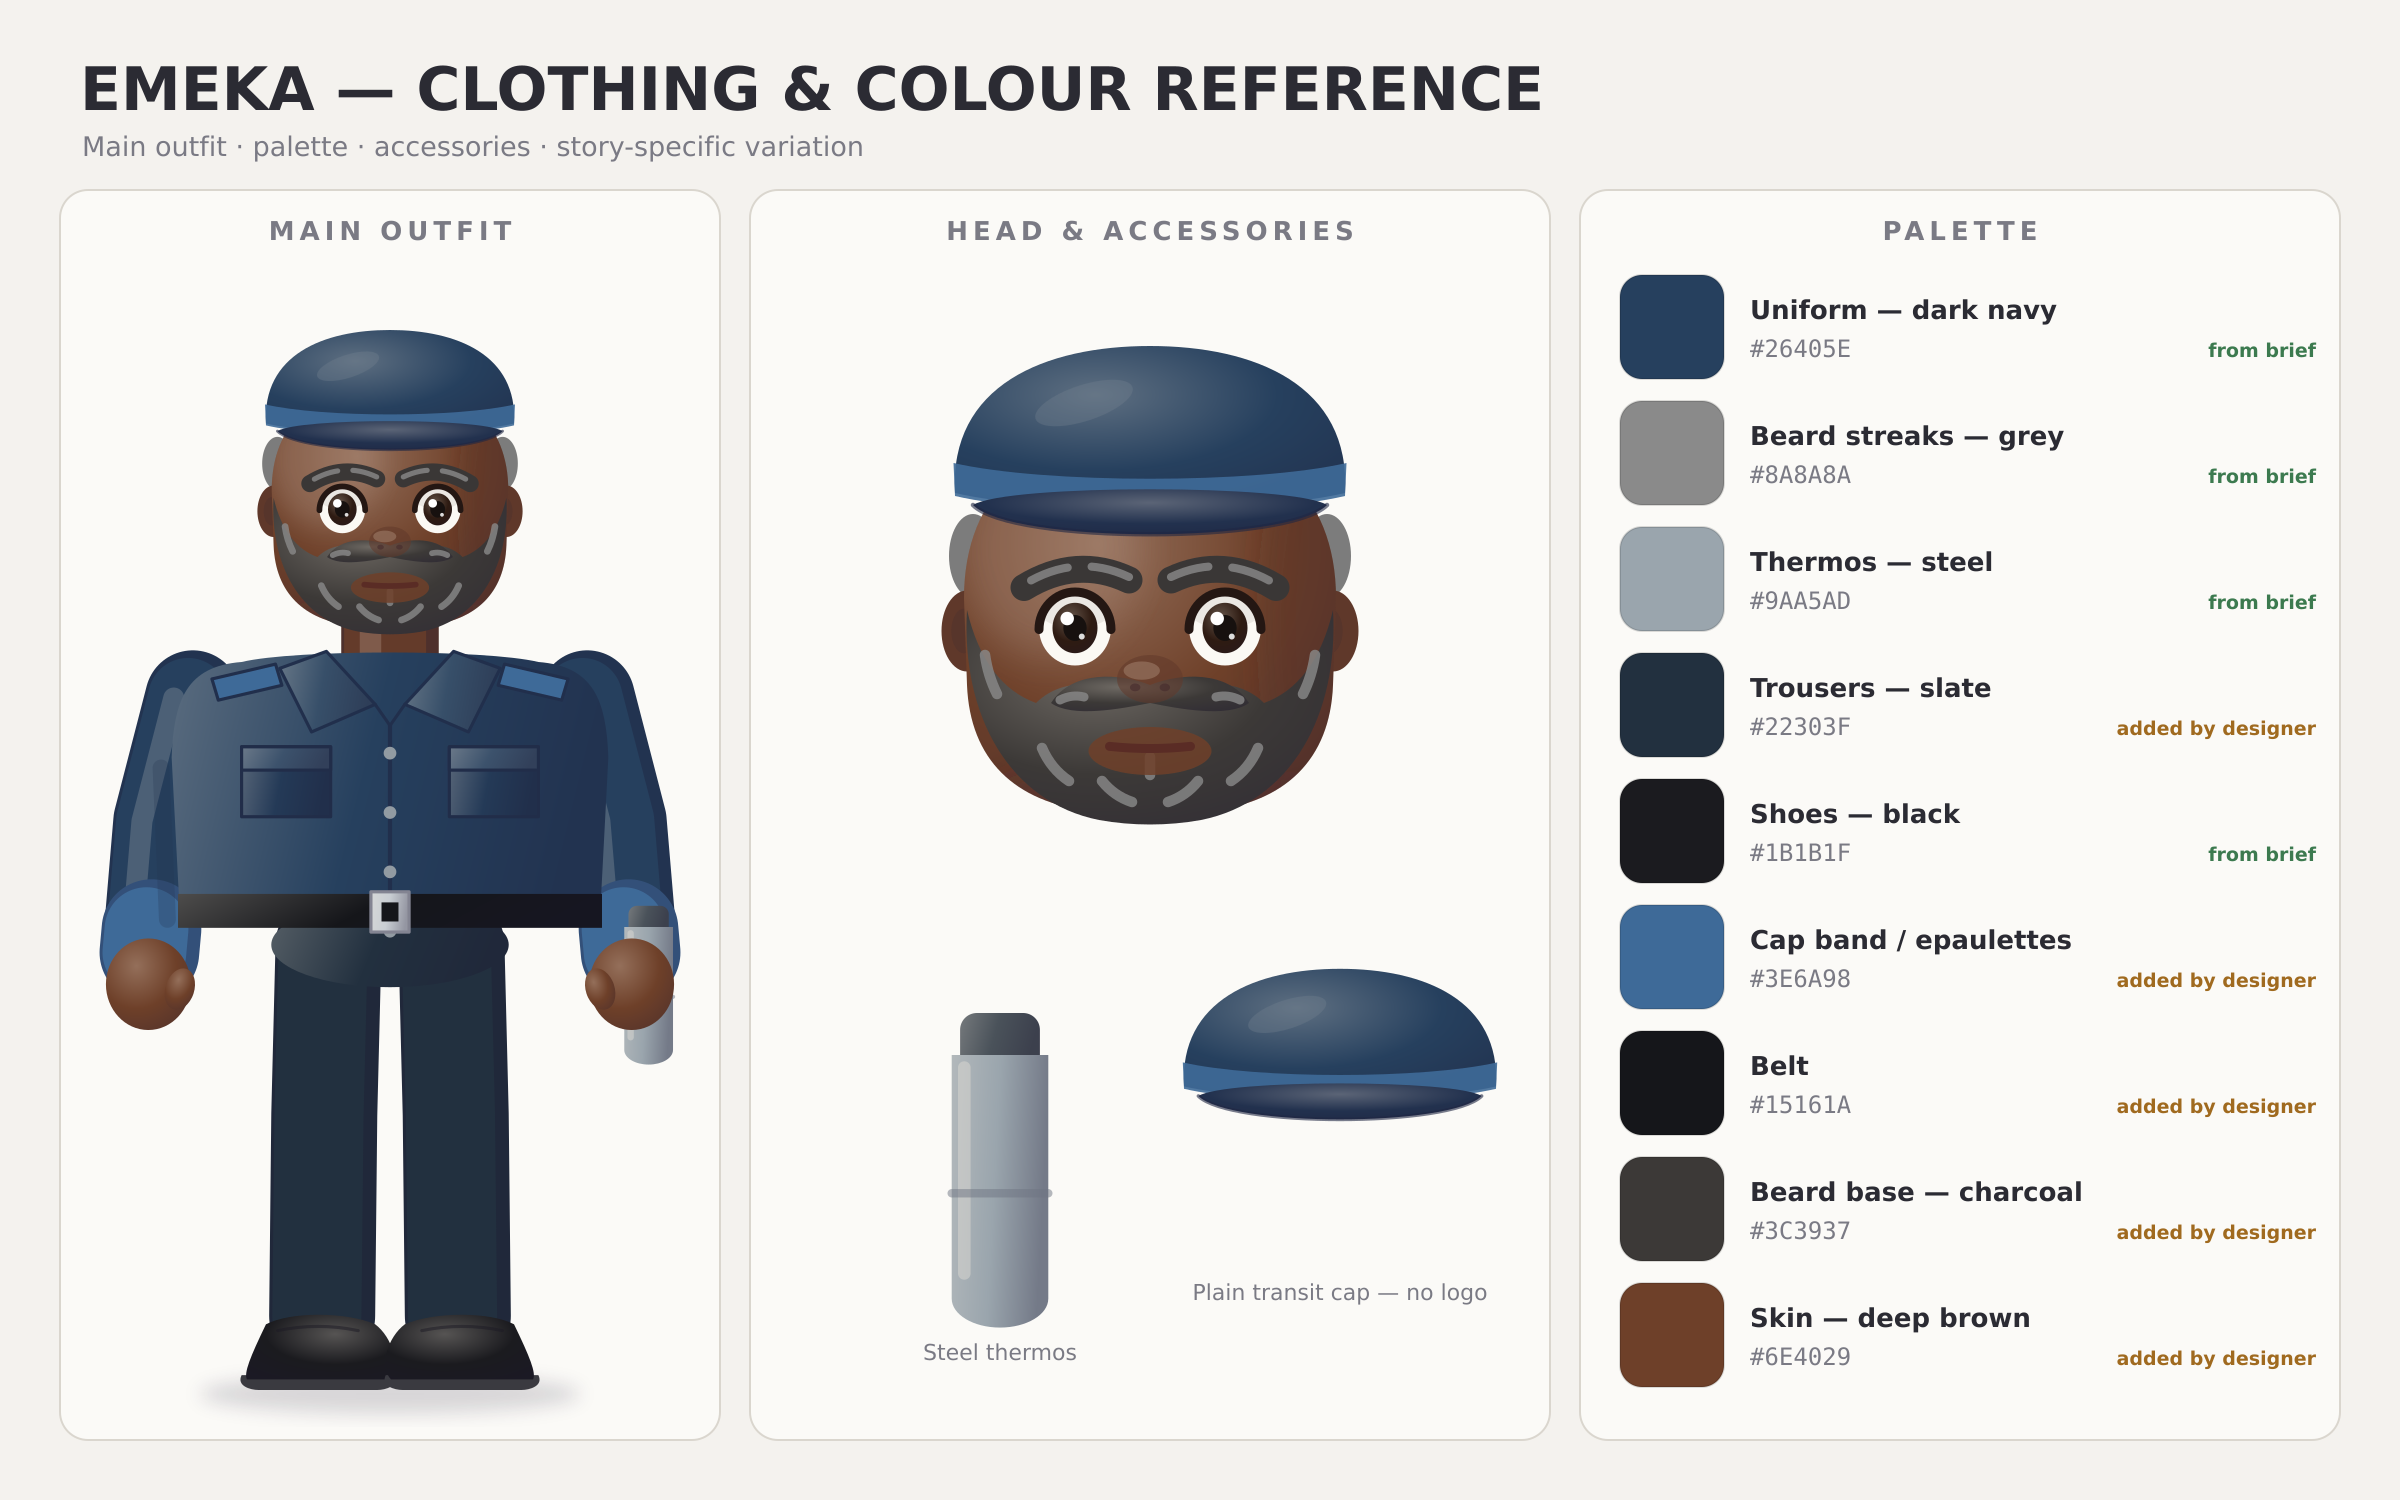 EMEKA — CLOTHING & COLOUR REFERENCE
Main outfit · palette · accessories · story-specific variation
MAIN OUTFIT
HEAD & ACCESSORIES
Steel thermos
Plain transit cap — no logo
PALETTE
Uniform — dark navy
#26405E
from brief
Beard streaks — grey
#8A8A8A
from brief
Thermos — steel
#9AA5AD
from brief
Trousers — slate
#22303F
added by designer
Shoes — black
#1B1B1F
from brief
Cap band / epaulettes
#3E6A98
added by designer
Belt
#15161A
added by designer
Beard base — charcoal
#3C3937
added by designer
Skin — deep brown
#6E4029
added by designer